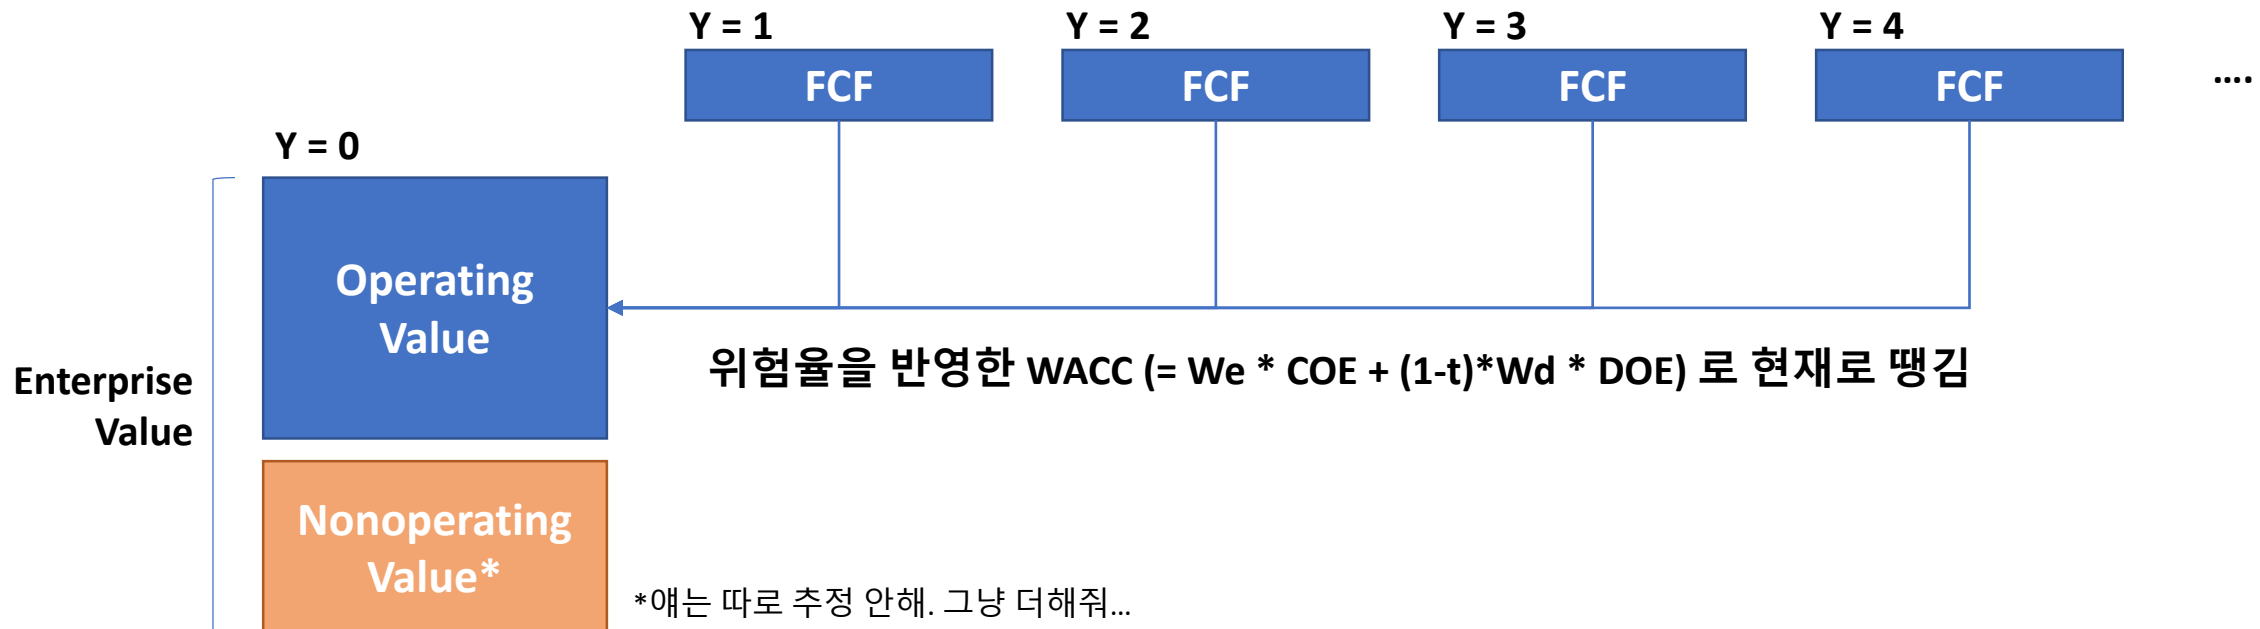 Y = 1
Y = 2
Y = 3
Y = 4
FCF
FCF
FCF
FCF
....
Y = 0
Operating
Value
위험율을 반영한 WACC (= We * COE + (1-t)*Wd * DOE) 로 현재로 땡김
Enterprise
Value
Nonoperating
Value*
*얘는 따로 추정 안해. 그냥 더해줘...